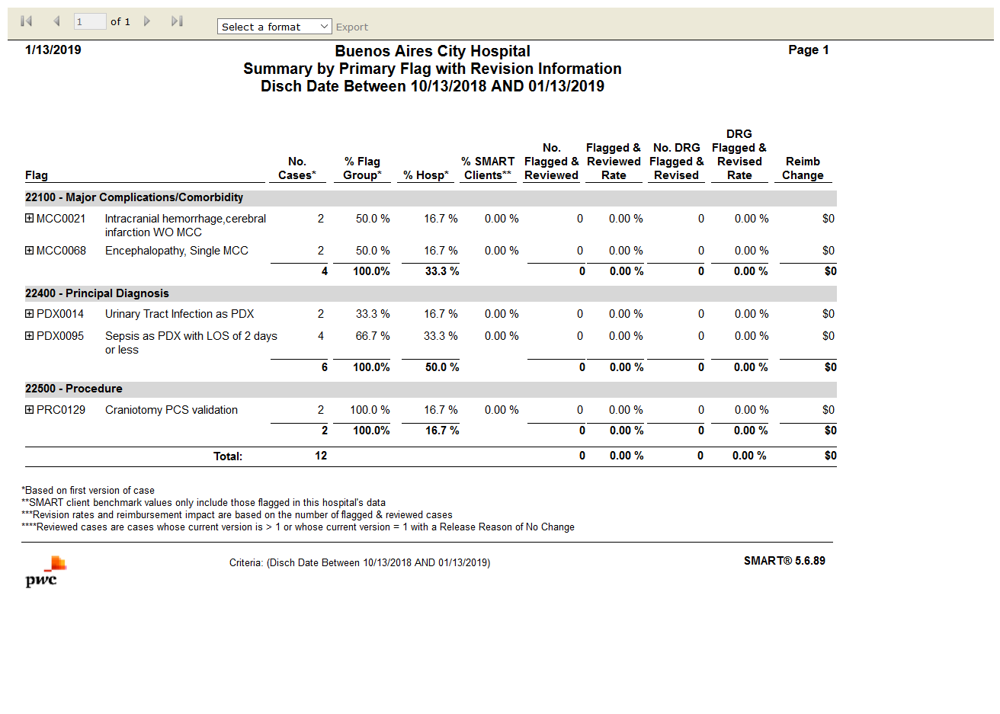 1 of 1 Select a format Export
1/13/2019 Buenos Aires City Hospital Page 1
Summary by Primary Flag with Revision Information
Disch Date Between 10/13/2018 AND 01/13/2019
DRG
No. Flagged & No. DRG Flagged &
No. % Flag % SMART Flagged & Reviewed Flagged & Revised Reimb
Flag Cases* Group* % Hosp* Clients** Reviewed Rate Revised Rate Change
22100 - Major Complications/Comorbidity
MCC0021 Intracranial hemorrhage,cerebral 2 50.0 % 16.7 % 0.00 % 0 0.00 % 0 0.00 % $0
infarction WO MCC
MCC0068 Encephalopathy, Single MCC 2 50.0 % 16.7 % 0.00 % 0 0.00 % 0 0.00 % $0
4 100.0% 33.3 % 0 0.00 % 0 0.00 % $0
22400 - Principal Diagnosis
PDX0014 Urinary Tract Infection as PDX 2 33.3 % 16.7 % 0.00 % 0 0.00 % 0 0.00 % $0
PDX0095 Sepsis as PDX with LOS of 2 days 4 66.7 % 33.3 % 0.00 % 0 0.00 % 0 0.00 % $0
or less
6 100.0% 50.0 % 0 0.00 % 0 0.00 % $0
22500 - Procedure
PRC0129 Craniotomy PCS validation 2 100.0 % 16.7 % 0.00 % 0 0.00 % 0 0.00 % $0
2 100.0% 16.7 % 0 0.00 % 0 0.00 % $0
Total: 12 0 0.00 % 0 0.00 % $0
*Based on first version of case
**SMART client benchmark values only include those flagged in this hospital's data
***Revision rates and reimbursement impact are based on the number of flagged & reviewed cases
****Reviewed cases are cases whose current version is > 1 or whose current version = 1 with a Release Reason of No Change
pwc Criteria: (Disch Date Between 10/13/2018 AND 01/13/2019) SMART® 5.6.89